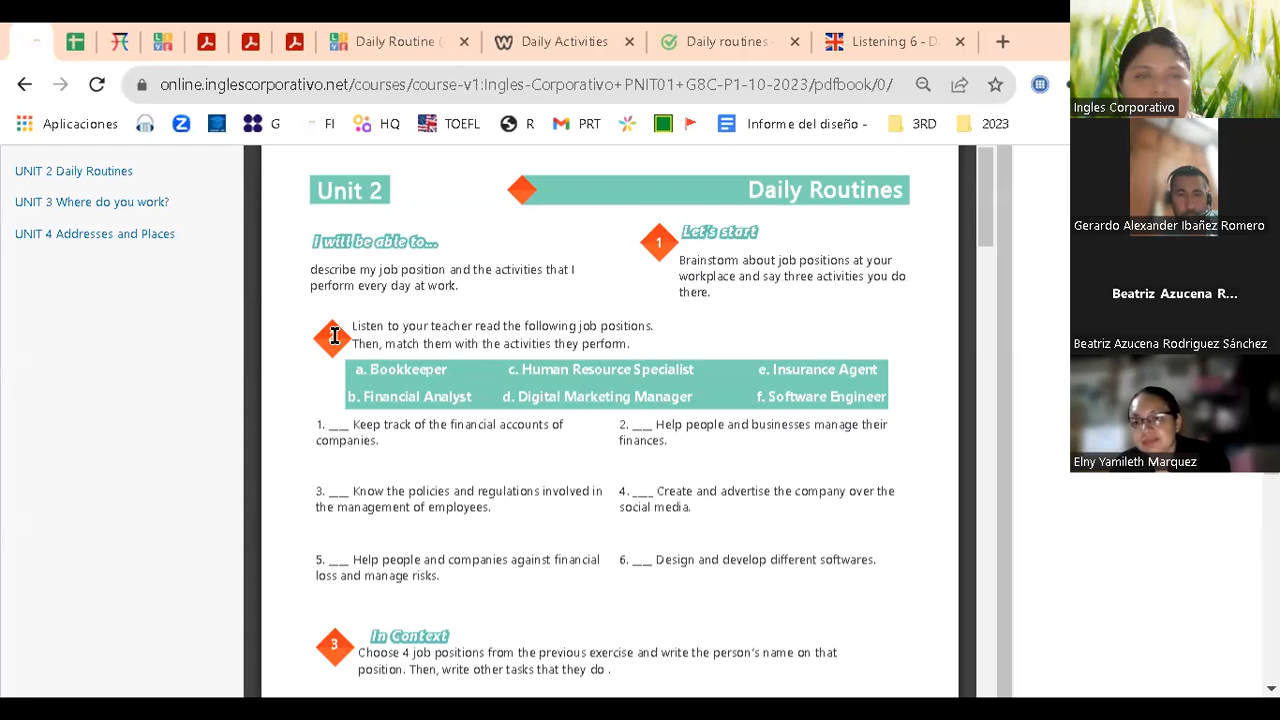 Daily Routine (
Daily Activities
Daily routines -
Listening 6 - D
online.inglescorporativo.net/courses/course-v1:Ingles-Corporativo+PNIT01+G8C-P1-10-2023/pdfbook/0/
Aplicaciones
G
FI
HQ
TOEFL
R
PRT
Informe del diseño -
3RD
2023
UNIT 2 Daily Routines
UNIT 3 Where do you work?
UNIT 4 Addresses and Places
Unit 2
Daily Routines
I will be able to...
describe my job position and the activities that I
perform every day at work.
1
Let's start
Brainstorm about job positions at your
workplace and say three activities you do
there.
Listen to your teacher read the following job positions.
Then, match them with the activities they perform.
a. Bookkeeper
c. Human Resource Specialist
e. Insurance Agent
b. Financial Analyst
d. Digital Marketing Manager
f. Software Engineer
1. ___ Keep track of the financial accounts of
companies.
2. ___ Help people and businesses manage their
finances.
3. ___ Know the policies and regulations involved in
the management of employees.
4. ___ Create and advertise the company over the
social media.
5. ___ Help people and companies against financial
loss and manage risks.
6. ___ Design and develop different softwares.
3
In Context
Choose 4 job positions from the previous exercise and write the person's name on that
position. Then, write other tasks that they do .
Ingles Corporativo
Gerardo Alexander Ibañez Romero
Beatriz Azucena R...
Beatriz Azucena Rodriguez Sánchez
Elny Yamileth Marquez